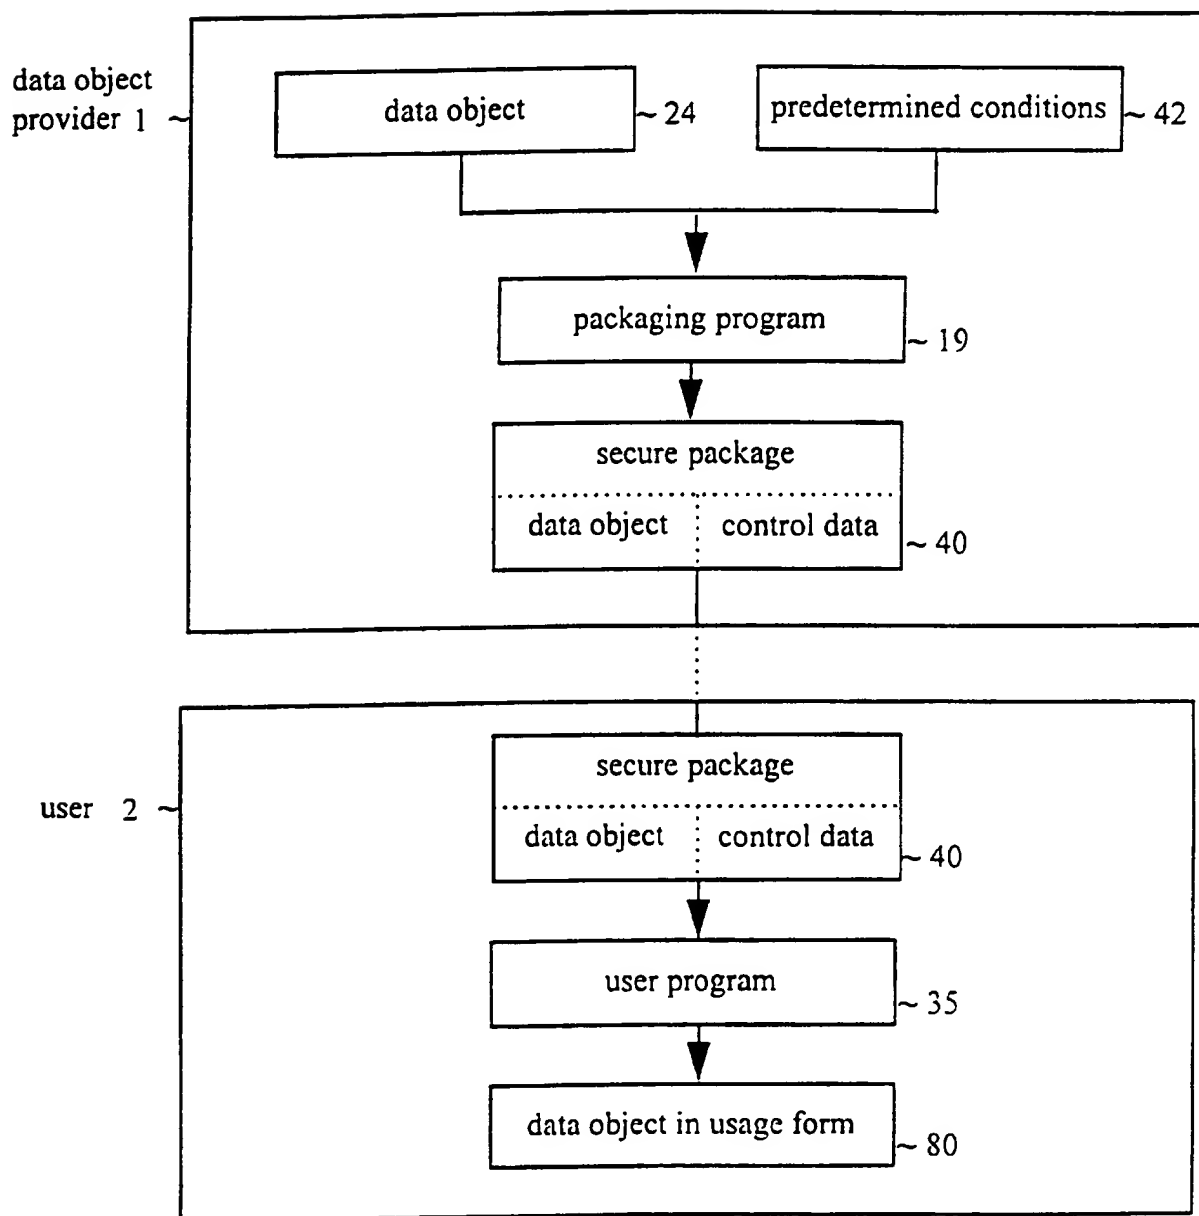 data object
provider 1 ~
data object ~ 24
predetermined conditions ~ 42
packaging program
~ 19
secure package
data object control data ~ 40
user 2 ~
secure package
data object control data
~ 40
user program
~ 35
data object in usage form
~ 80